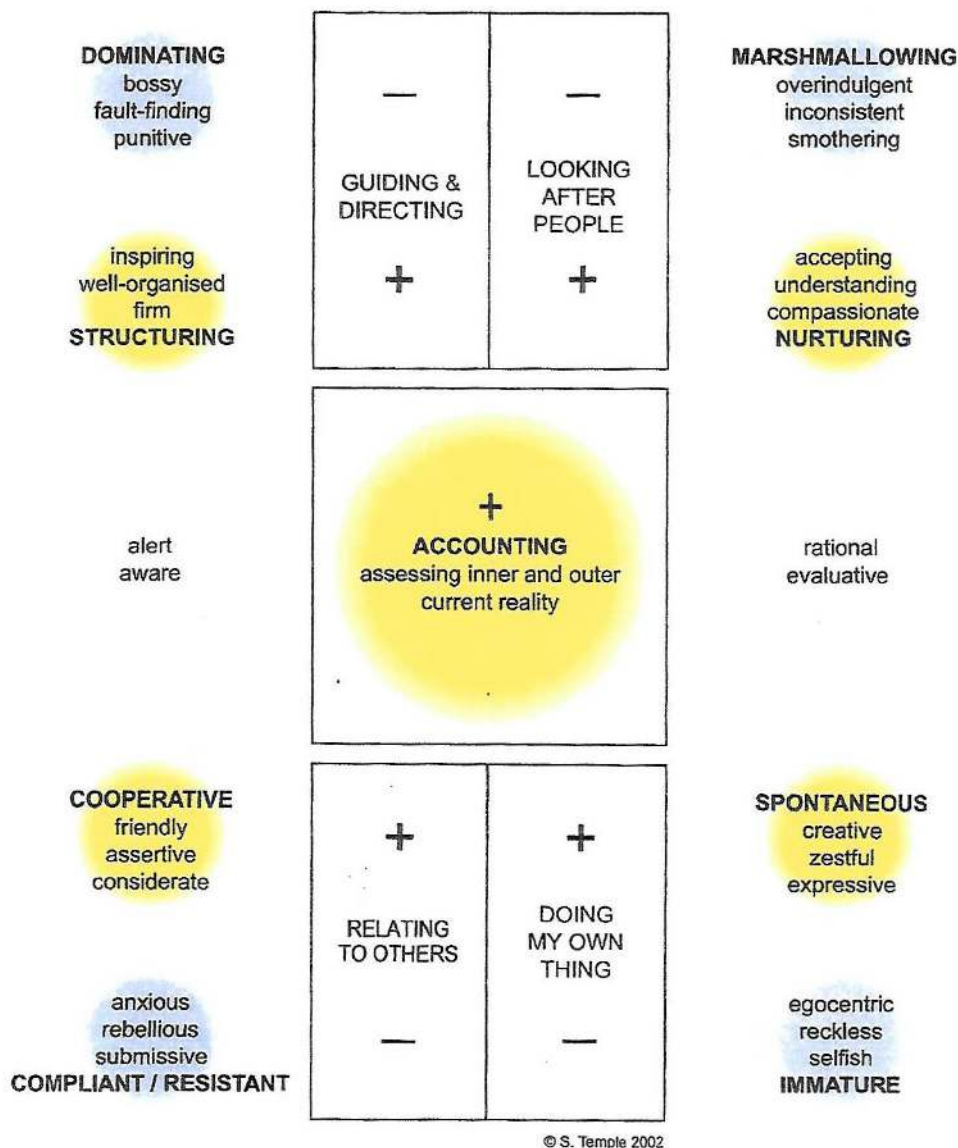 DOMINATING
bossy
fault-finding
punitive
inspiring
well-organised
firm
STRUCTURING
—
GUIDING &
DIRECTING
+
—
LOOKING
AFTER
PEOPLE
+
MARSHMALLOWING
overindulgent
inconsistent
smothering
accepting
understanding
compassionate
NURTURING
alert
aware
+
ACCOUNTING
assessing inner and outer
current reality
rational
evaluative
COOPERATIVE
friendly
assertive
considerate
anxious
rebellious
submissive
COMPLIANT / RESISTANT
+
RELATING
TO OTHERS
—
+
DOING
MY OWN
THING
—
SPONTANEOUS
creative
zestful
expressive
egocentric
reckless
selfish
IMMATURE
© S. Temple 2002